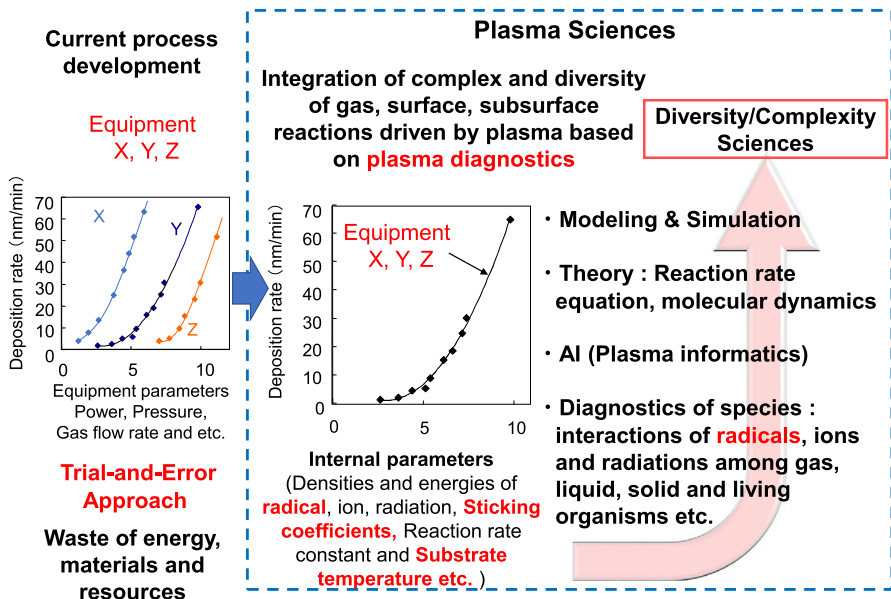 Current process
development
Equipment
X, Y, Z
Deposition rate (nm/min)
70
60
50
40
30
20
10
0
X
Y
Z
0
5
10
Equipment parameters
Power, Pressure,
Gas flow rate and etc.
Trial-and-Error
Approach
Waste of energy,
materials and
resources
Plasma Sciences
Integration of complex and diversity
of gas, surface, subsurface
reactions driven by plasma based
on plasma diagnostics
Deposition rate (nm/min)
70
60
50
40
30
20
10
0
Equipment
X, Y, Z
0
5
10
Internal parameters
(Densities and energies of
radical, ion, radiation, Sticking
coefficients, Reaction rate
constant and Substrate
temperature etc. )
Diversity/Complexity
Sciences
・Modeling & Simulation
・Theory : Reaction rate
equation, molecular dynamics
・AI (Plasma informatics)
・Diagnostics of species :
interactions of radicals, ions
and radiations among gas,
liquid, solid and living
organisms etc.